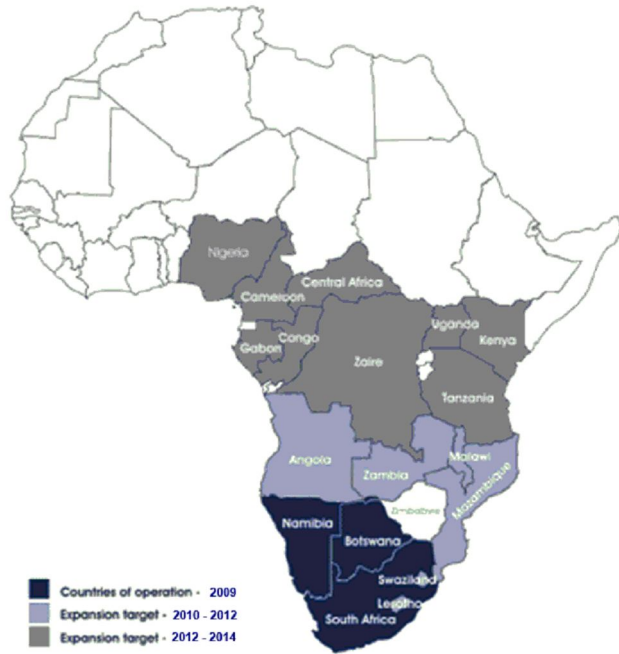 Nigeria
Central Africa
Cameroon
Uganda
Congo
Kenya
Gabon
Zaire
Tanzania
Angola
Malawi
Zambia
Mozambique
Zimbabwe
Namibia
Botswana
Swaziland
Lesotho
South Africa
Countries of operation - 2009
Expansion target - 2010 - 2012
Expansion target - 2012 - 2014